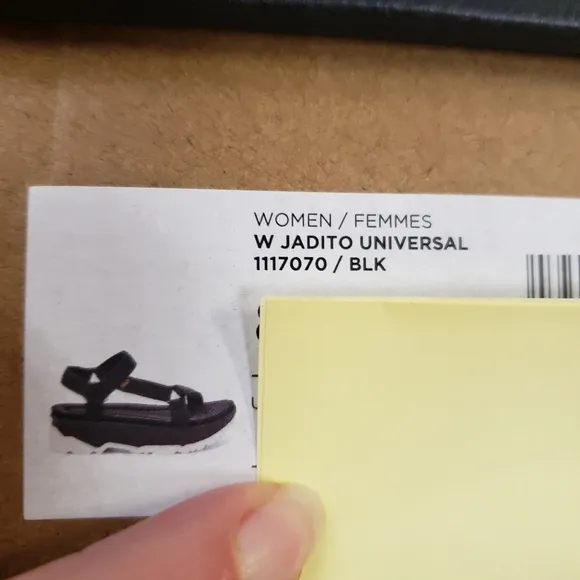 WOMEN / FEMMES
W JADITO UNIVERSAL
1117070 / BLK